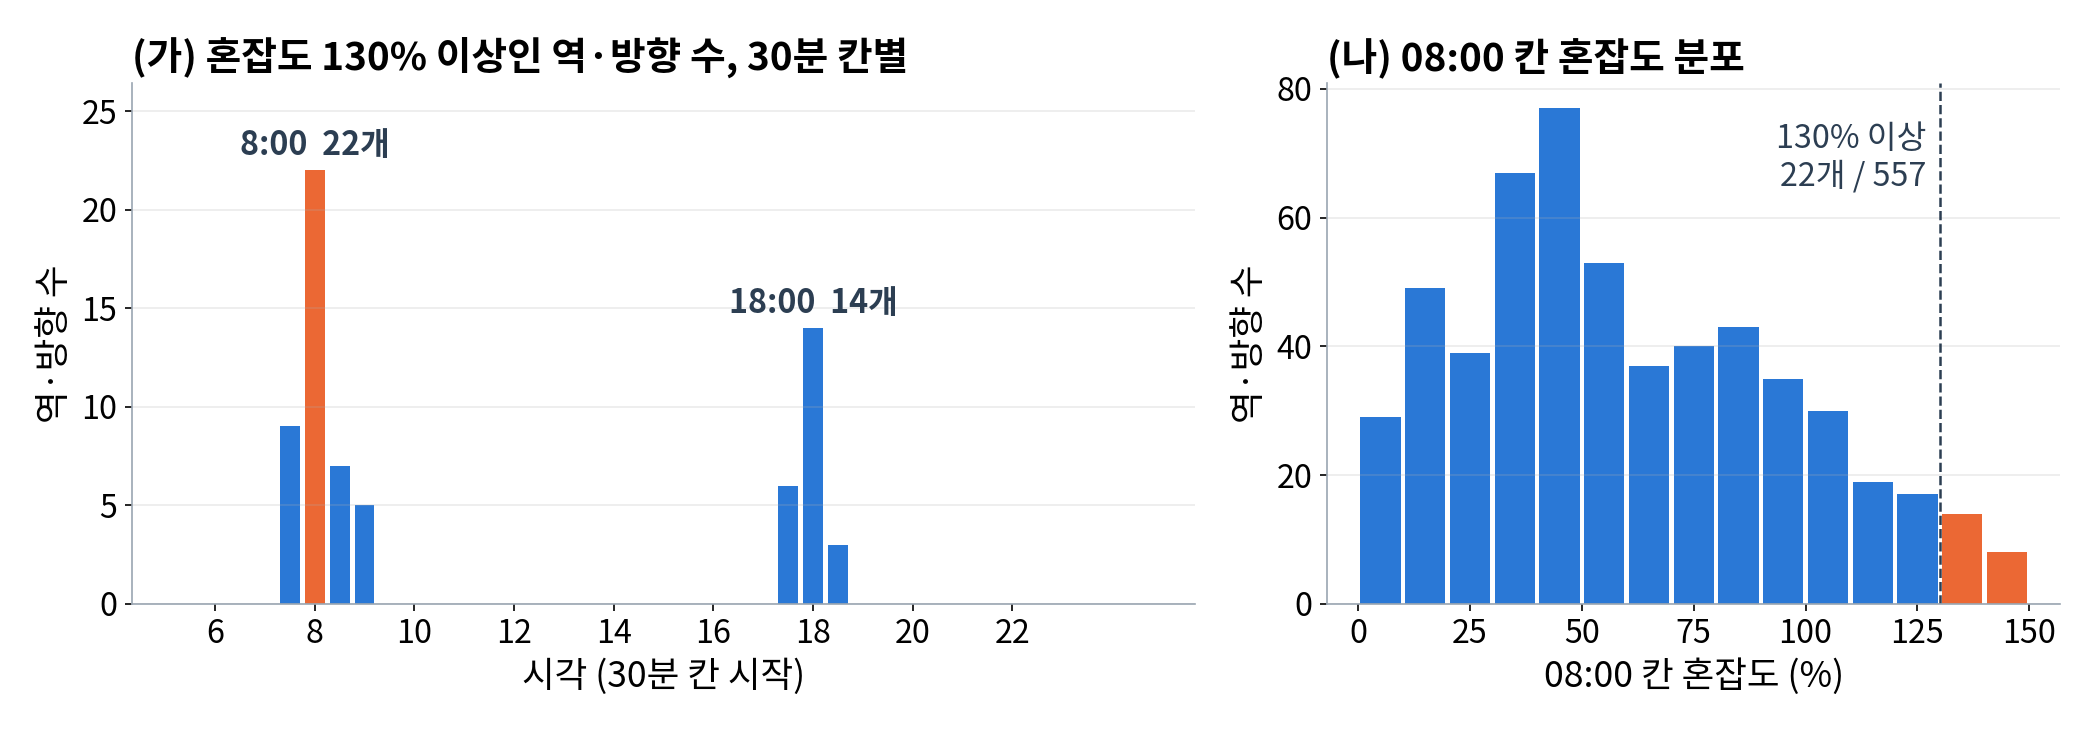 (가) 혼잡도 130% 이상인 역·방향 수, 30분 칸별
역·방향 수
25
20
15
10
5
0
8:00  22개
18:00  14개
6 8 10 12 14 16 18 20 22
시각 (30분 칸 시작)
(나) 08:00 칸 혼잡도 분포
역·방향 수
80
60
40
20
0
130% 이상
22개 / 557
0 25 50 75 100 125 150
08:00 칸 혼잡도 (%)